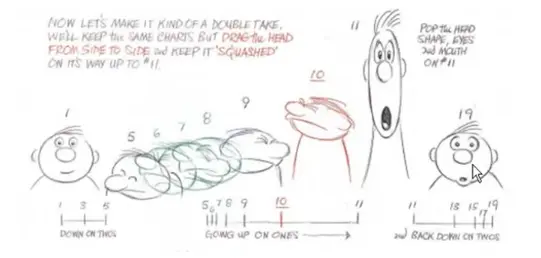 NOW LET'S MAKE IT KIND OF A DOUBLE TAKE.
WE'LL KEEP the SAME CHARTS BUT DRAG the HEAD
FROM SIDE TO SIDE and KEEP IT 'SQUASHED'
ON IT'S WAY UP TO #11.
POP the HEAD
SHAPE, EYES
and MOUTH
ON #11
1
5
6
7
8
9
10
11
19
1 3 5
DOWN ON TWOS
5 6 7 8 9 10 11
GOING UP ON ONES
11 13 15 17 19
and BACK DOWN ON TWOS